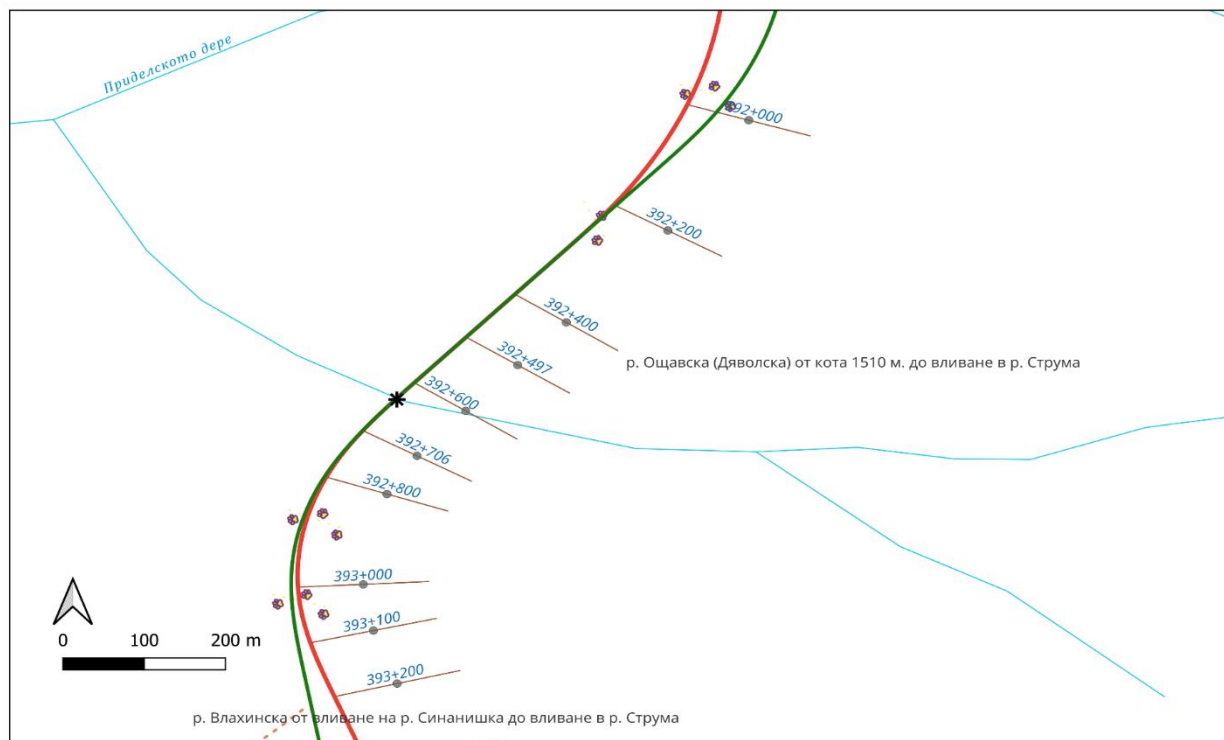 Приделското дере
392+000
392+200
392+400
р. Ощавска (Дяволска) от кота 1510 м. до вливане в р. Струма
392+497
392+600
392+706
392+800
393+000
393+100
393+200
0 100 200 m
р. Влахинска от вливане на р. Синанишка до вливане в р. Струма